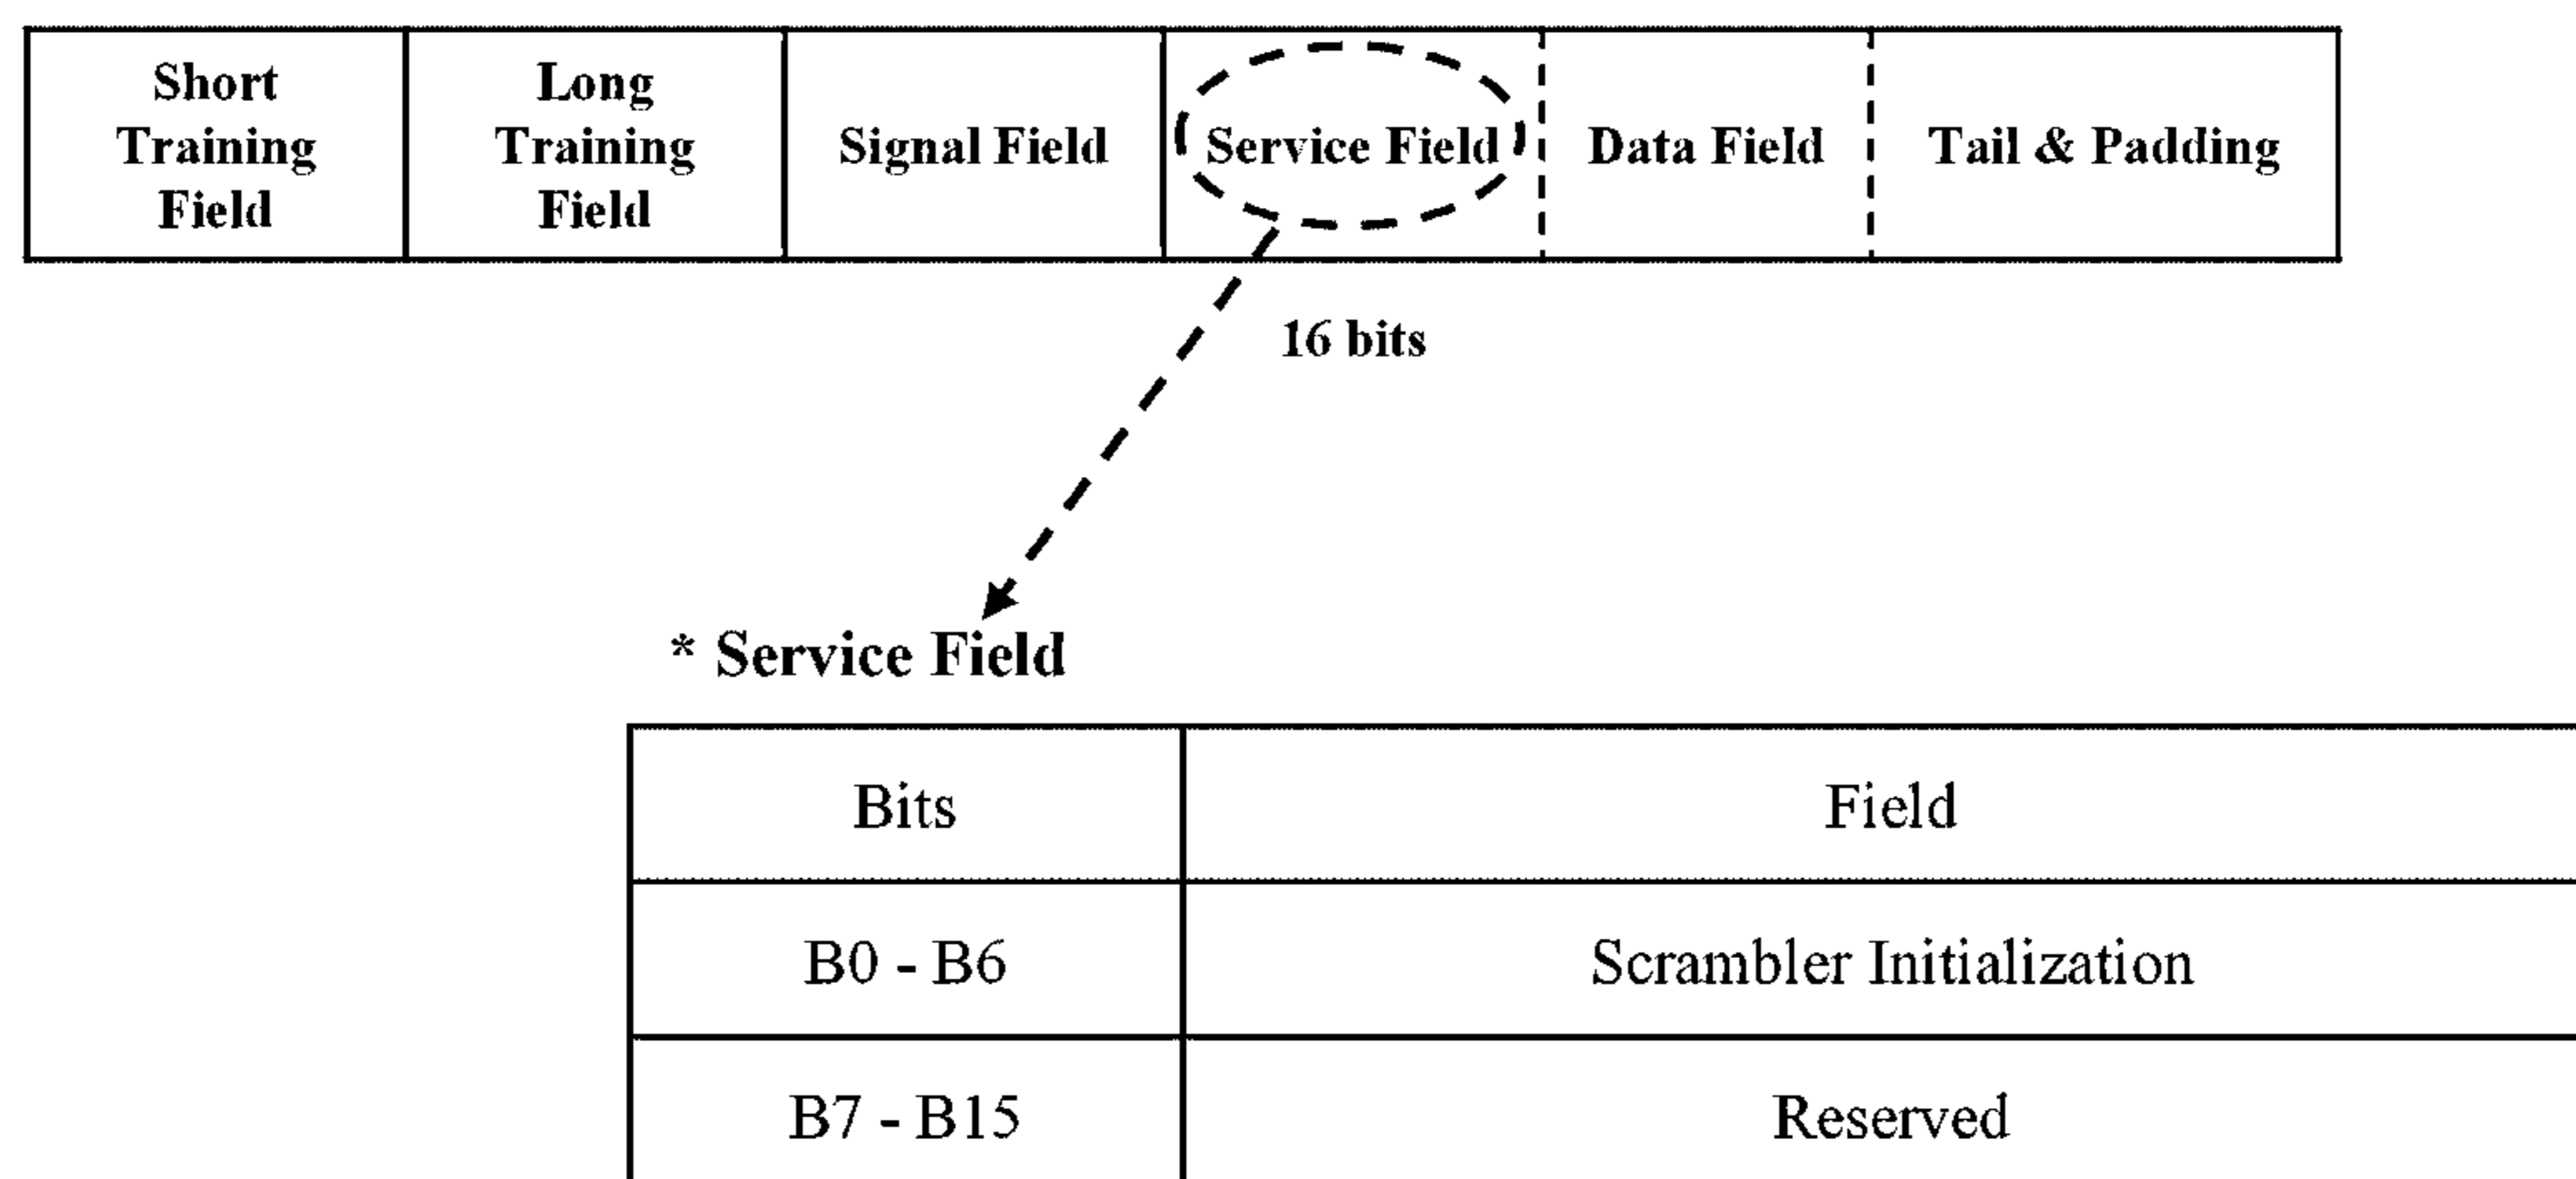 Short
Training
Field
Long
Training
Field
Signal Field
Service Field
Data Field
Tail & Padding
16 bits
* Service Field
Bits
Field
B0 - B6
Scrambler Initialization
B7 - B15
Reserved